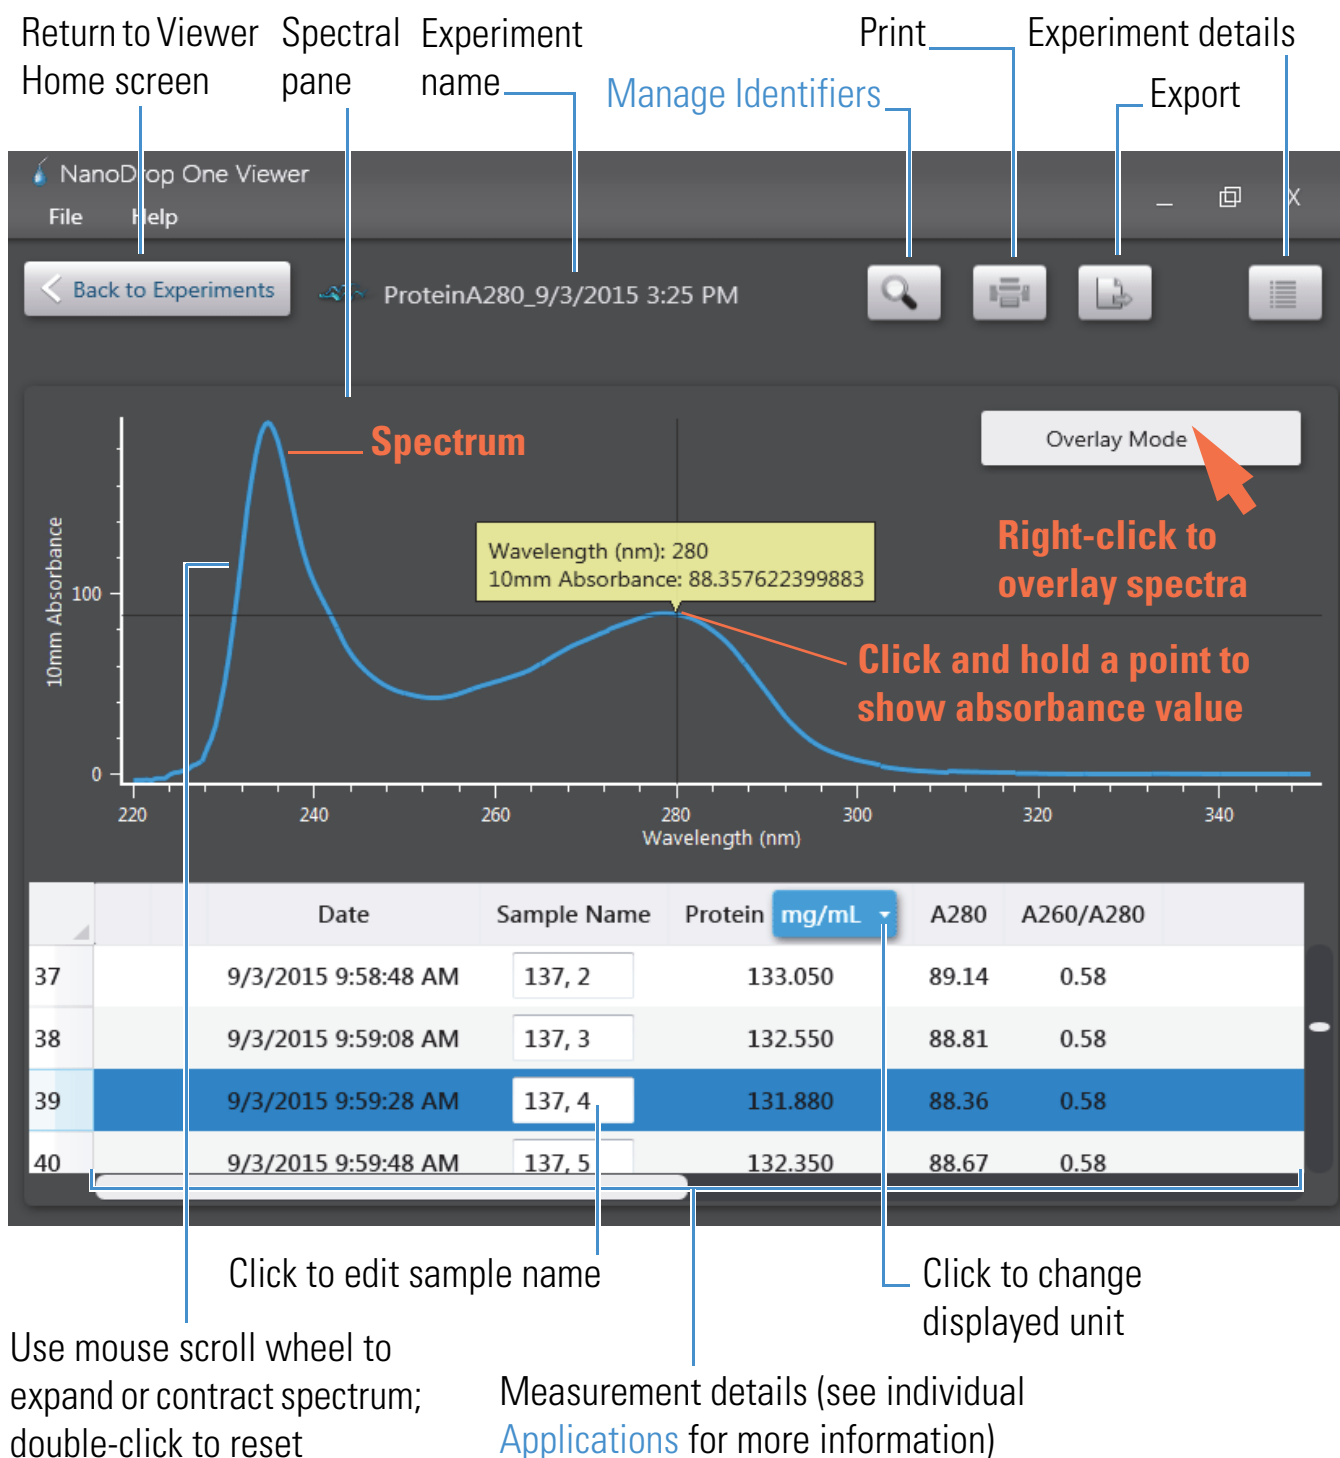 Return to Viewer
Home screen
Spectral
pane
Experiment
name
Manage Identifiers
Print
Experiment details
Export
NanoDrop One Viewer
File Help
Back to Experiments
ProteinA280_9/3/2015 3:25 PM
Spectrum
Overlay Mode
Right-click to
overlay spectra
Wavelength (nm): 280
10mm Absorbance: 88.357622399883
Click and hold a point to
show absorbance value
10mm Absorbance
100
0
220 240 260 280 300 320 340
Wavelength (nm)
Date Sample Name Protein mg/mL A280 A260/A280
37 9/3/2015 9:58:48 AM 137, 2 133.050 89.14 0.58
38 9/3/2015 9:59:08 AM 137, 3 132.550 88.81 0.58
39 9/3/2015 9:59:28 AM 137, 4 131.880 88.36 0.58
40 9/3/2015 9:59:48 AM 137, 5 132.350 88.67 0.58
Click to edit sample name
Click to change
displayed unit
Use mouse scroll wheel to
expand or contract spectrum;
double-click to reset
Measurement details (see individual
Applications for more information)